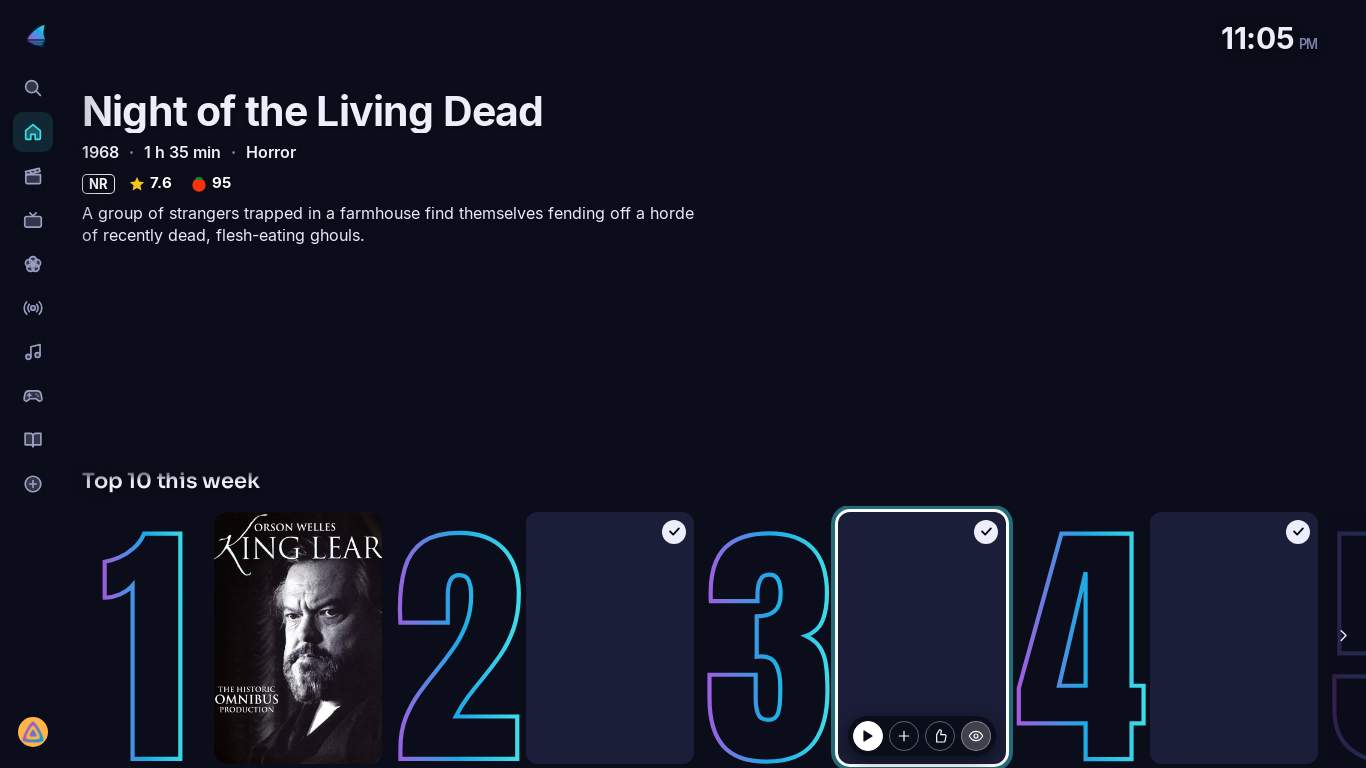 11:05 PM
Night of the Living Dead
1968 · 1 h 35 min · Horror
NR 7.6 95
A group of strangers trapped in a farmhouse find themselves fending off a horde
of recently dead, flesh-eating ghouls.
Top 10 this week
1
ORSON WELLES
KING LEAR
THE HISTORIC
OMNIBUS
PRODUCTION
2
3
4